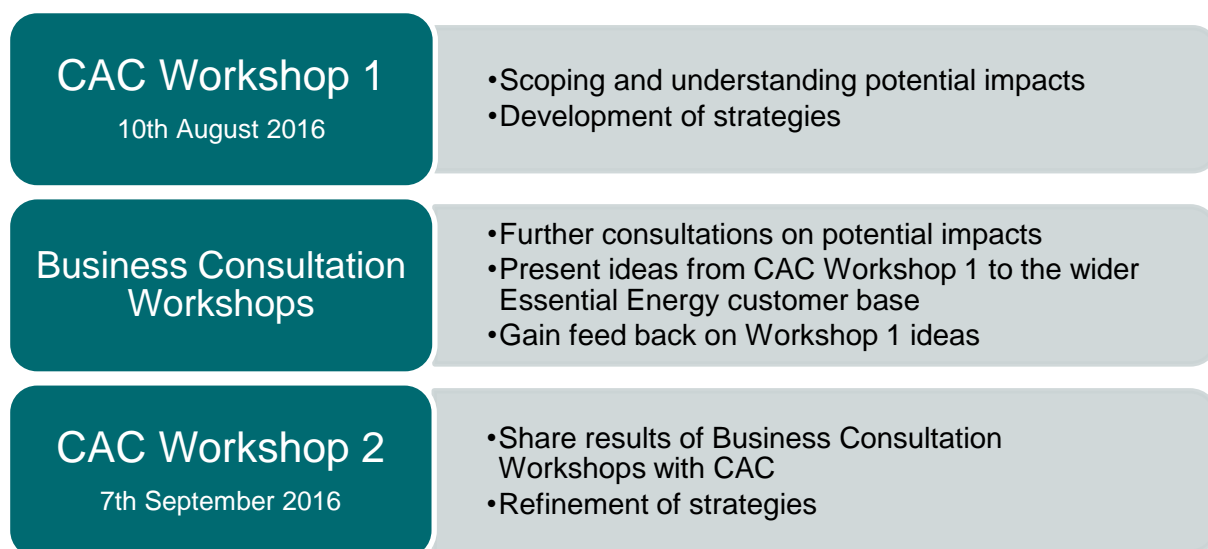 CAC Workshop 1
10th August 2016
•Scoping and understanding potential impacts
•Development of strategies
Business Consultation
Workshops
•Further consultations on potential impacts
•Present ideas from CAC Workshop 1 to the wider
Essential Energy customer base
•Gain feed back on Workshop 1 ideas
CAC Workshop 2
7th September 2016
•Share results of Business Consultation
Workshops with CAC
•Refinement of strategies